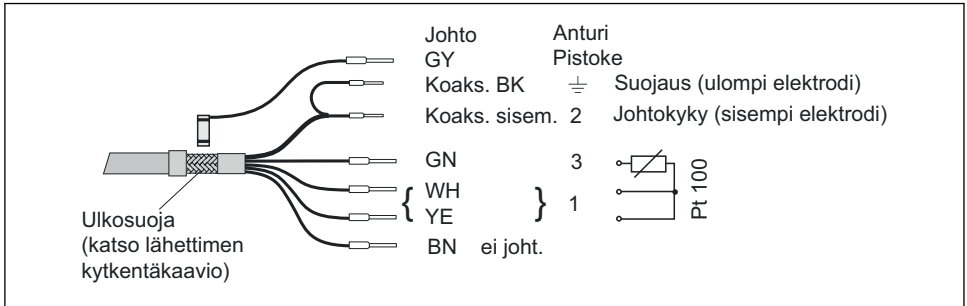 Johto Anturi
GY Pistoke
Koaks. BK ⏚ Suojaus (ulompi elektrodi)
Koaks. sisem. 2 Johtokyky (sisempi elektrodi)
GN 3
{ WH } 1
YE
Pt 100
BN ei joht.
Ulkosuoja
(katso lähettimen
kytkentäkaavio)